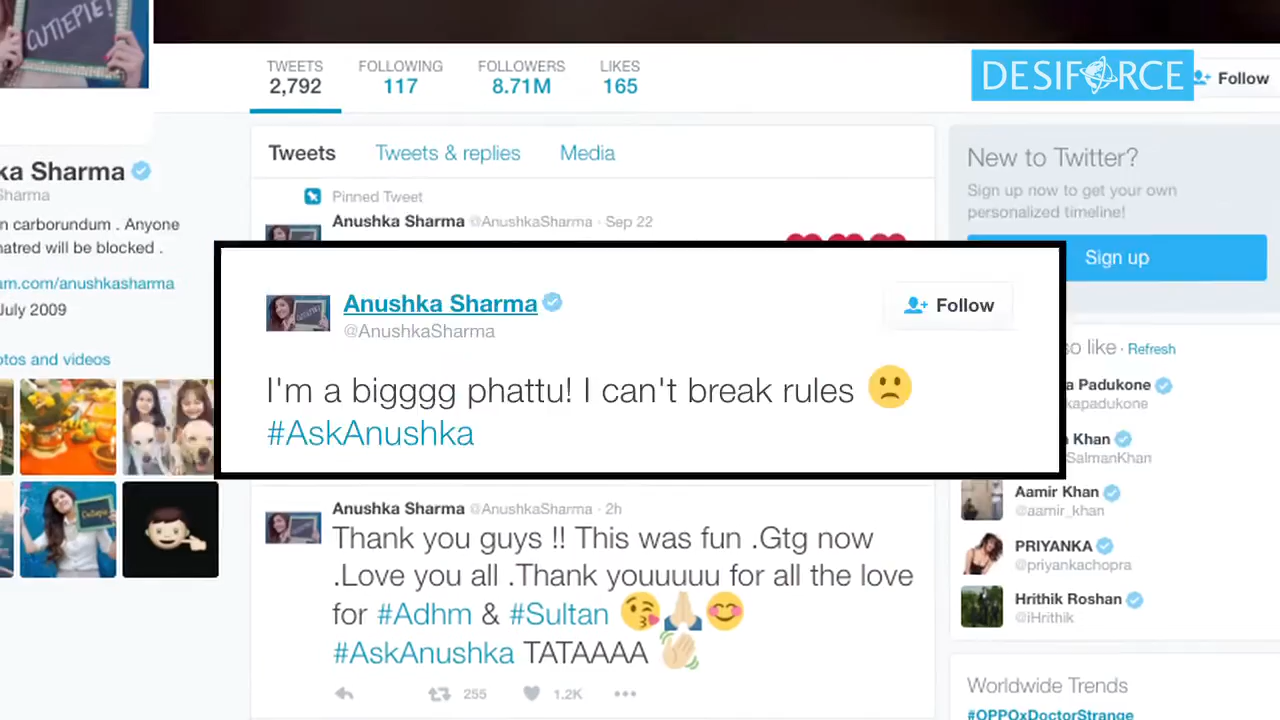 CUTIEPIE!
TWEETS FOLLOWING FOLLOWERS LIKES
2,792 117 8.71M 165
DESIFORCE
Follow
Tweets Tweets & replies Media
Pinned Tweet
Anushka Sharma @AnushkaSharma · Sep 22
ka Sharma
Sharma
n carborundum . Anyone
hatred will be blocked .
am.com/anushkasharma
July 2009
otos and videos
Anushka Sharma
@AnushkaSharma
Follow
I'm a bigggg phattu! I can't break rules 🙁
#AskAnushka
Anushka Sharma @AnushkaSharma · 2h
Thank you guys !! This was fun .Gtg now
.Love you all .Thank youuuuu for all the love
for #Adhm & #Sultan 😘🙏🏼😊
#AskAnushka TATAAAA 👋🏼
255 1.2K
New to Twitter?
Sign up now to get your own
personalized timeline!
Sign up
so like · Refresh
a Padukone
kapadukone
Khan
SalmanKhan
Aamir Khan
@aamir_khan
PRIYANKA
@priyankachopra
Hrithik Roshan
@iHrithik
Worldwide Trends
#OPPOxDoctorStrange